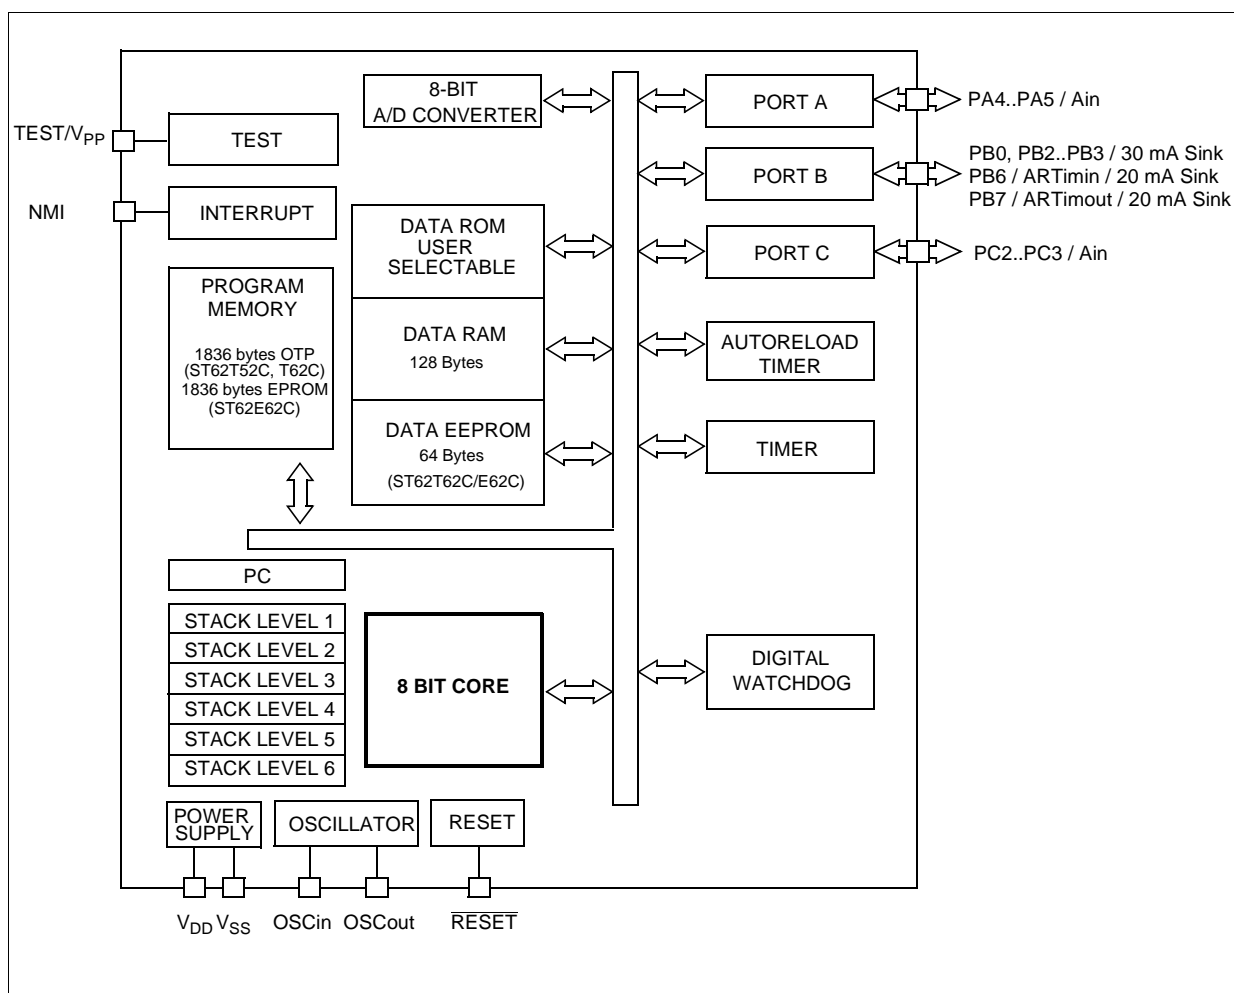 8-BIT
A/D CONVERTER
PORT A
PA4..PA5 / Ain
TEST/VPP
TEST
PORT B
PB0, PB2..PB3 / 30 mA Sink
PB6 / ARTimin / 20 mA Sink
PB7 / ARTimout / 20 mA Sink
NMI
INTERRUPT
DATA ROM
USER
SELECTABLE
PORT C
PC2..PC3 / Ain
PROGRAM
MEMORY
1836 bytes OTP
(ST62T52C, T62C)
1836 bytes EPROM
(ST62E62C)
DATA RAM
128 Bytes
AUTORELOAD
TIMER
DATA EEPROM
64 Bytes
(ST62T62C/E62C)
TIMER
PC
STACK LEVEL 1
STACK LEVEL 2
STACK LEVEL 3
STACK LEVEL 4
STACK LEVEL 5
STACK LEVEL 6
8 BIT CORE
DIGITAL
WATCHDOG
POWER
SUPPLY
OSCILLATOR
RESET
VDD VSS OSCin OSCout RESET